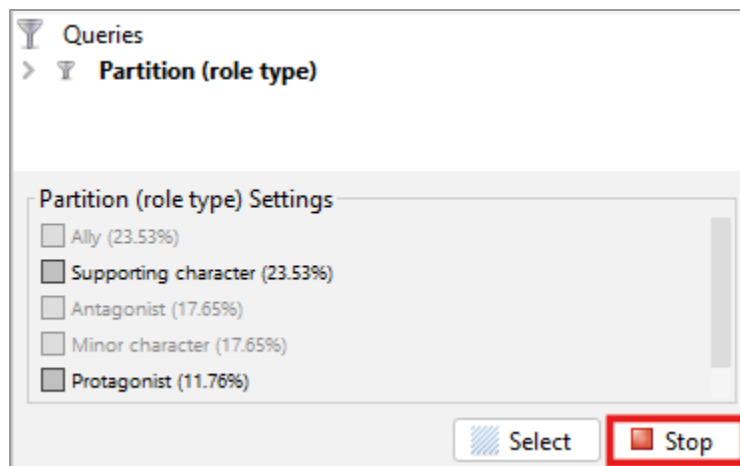 Queries
Partition (role type)
Partition (role type) Settings
Ally (23.53%)
Supporting character (23.53%)
Antagonist (17.65%)
Minor character (17.65%)
Protagonist (11.76%)
Select
Stop